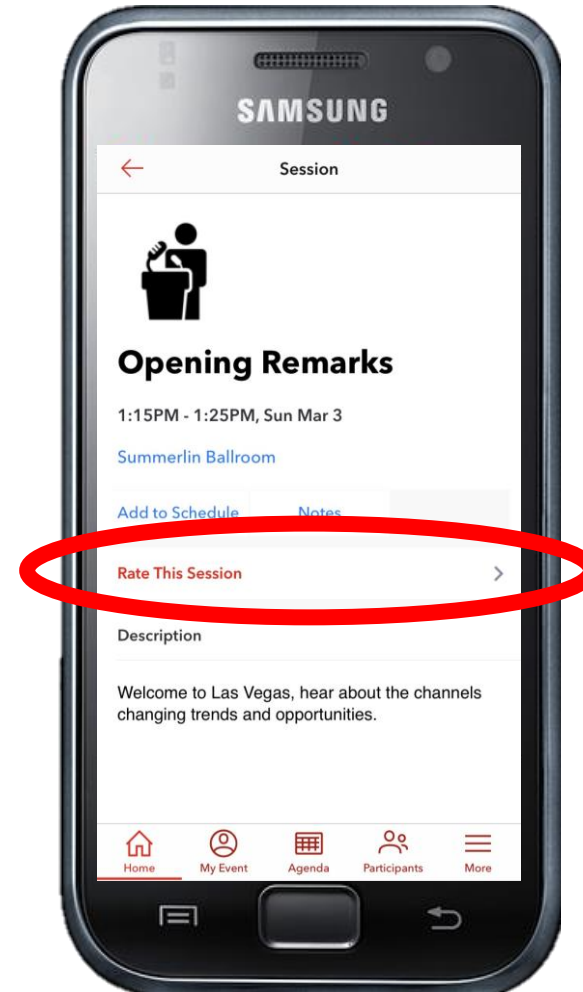 SAMSUNG
Session
Opening Remarks
1:15PM - 1:25PM, Sun Mar 3
Summerlin Ballroom
Add to Schedule Notes
Rate This Session
Description
Welcome to Las Vegas, hear about the channels
changing trends and opportunities.
Home My Event Agenda Participants More